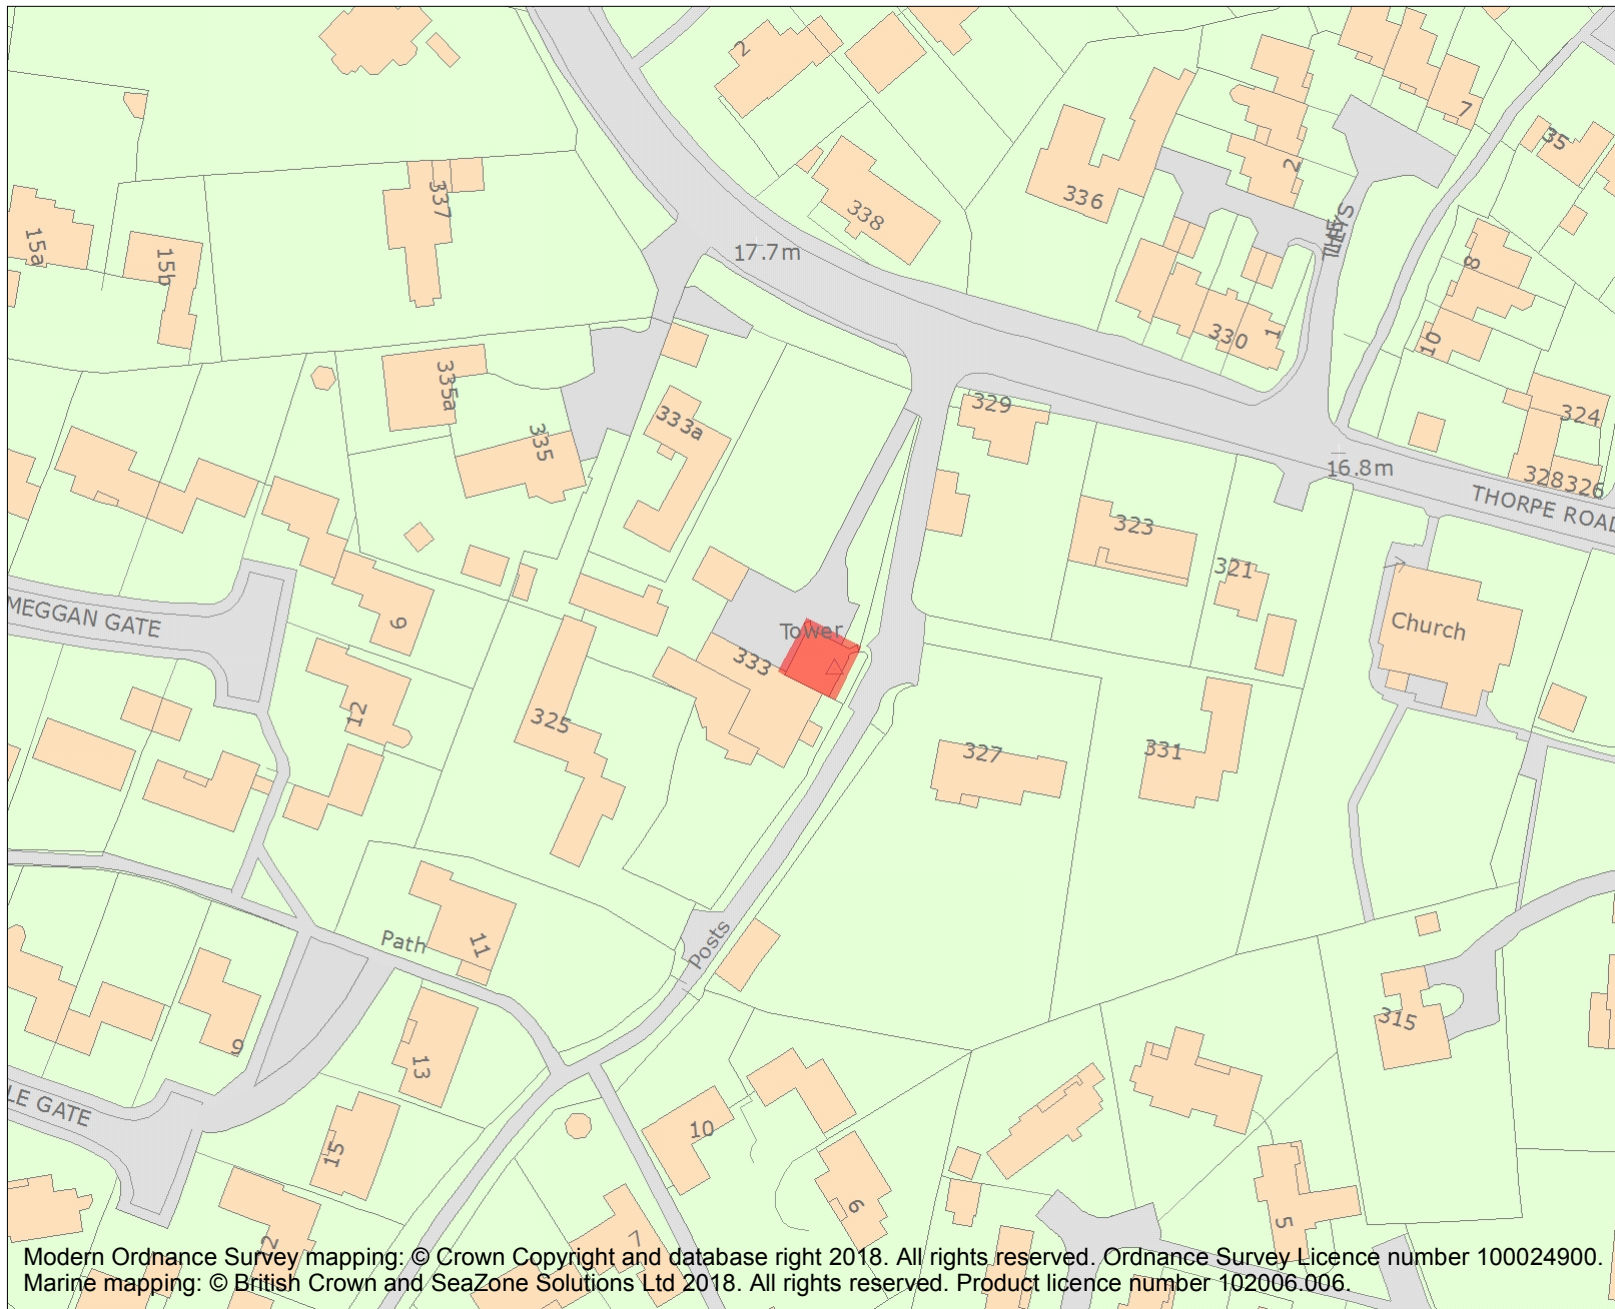 2
7
35
337
336
2
338
15a
15b
17.7m
8
330
1
10
335a
333a
329
324
335
16.8m
328
326
THORPE ROAD
323
321
MEGGAN GATE
9
Tower
Church
333
12
325
327
331
Path
11
Posts
9
315
13
LE GATE
10
15
6
5
2
7
Modern Ordnance Survey mapping: © Crown Copyright and database right 2018. All rights reserved. Ordnance Survey Licence number 100024900.
Marine mapping: © British Crown and SeaZone Solutions Ltd 2018. All rights reserved. Product licence number 102006.006.